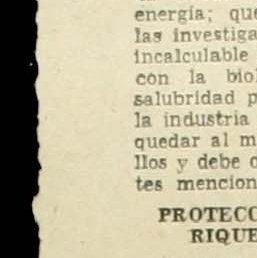 energía; que
las investiga
incalculable
con la biol
salubridad p
la industria
quedar al m
llos y debe
tes mencion
PROTECC
RIQUE